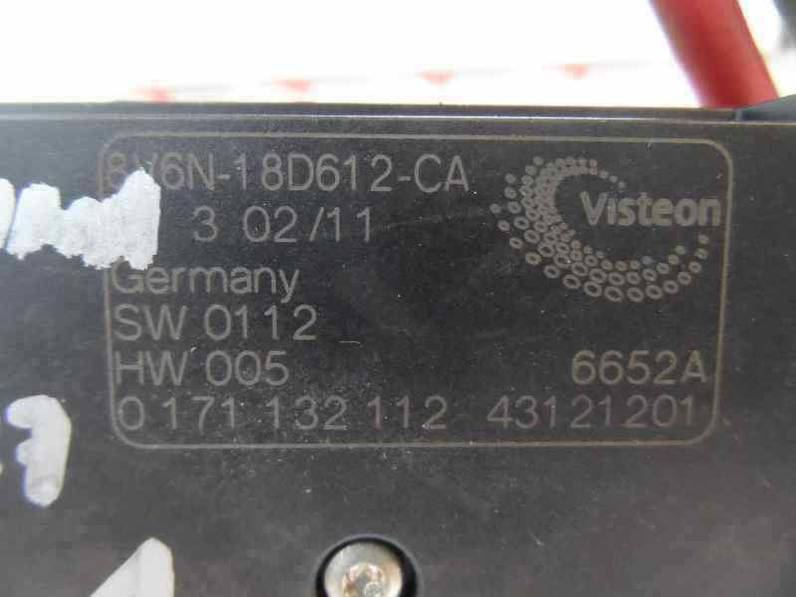 8V6N-18D612-CA
Visteon
3 02/11
Germany
SW 0112
HW 005 6652A
0 171 132 112 43121201